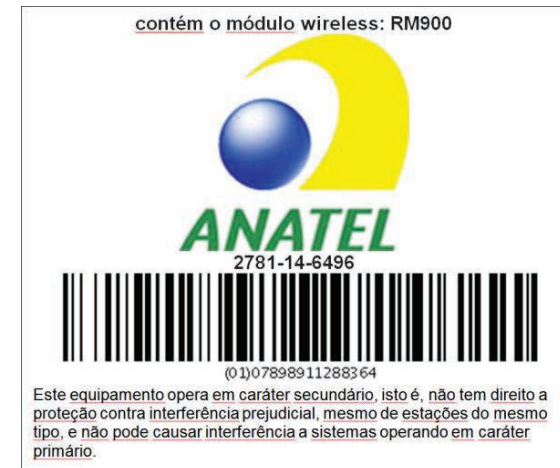 contém o módulo wireless: RM900
ANATEL
2781-14-6496
(01)07898911288364
Este equipamento opera em caráter secundário, isto é, não tem direito a
proteção contra interferência prejudicial, mesmo de estações do mesmo
tipo, e não pode causar interferência a sistemas operando em caráter
primário.